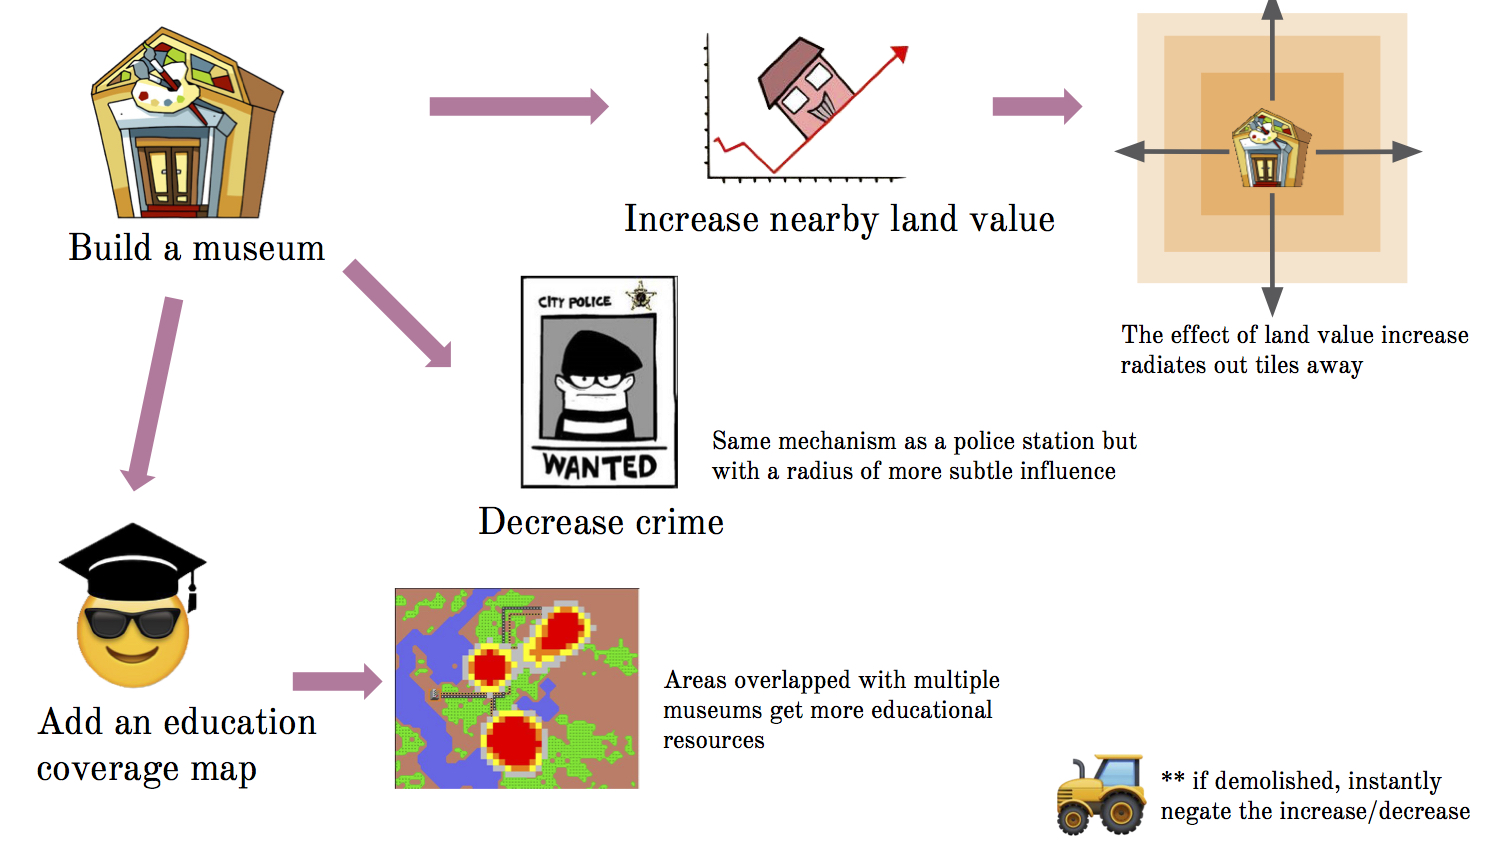 Build a museum
Increase nearby land value
The effect of land value increase
radiates out tiles away
CITY POLICE
WANTED
Same mechanism as a police station but
with a radius of more subtle influence
Decrease crime
Add an education
coverage map
Areas overlapped with multiple
museums get more educational
resources
** if demolished, instantly
negate the increase/decrease